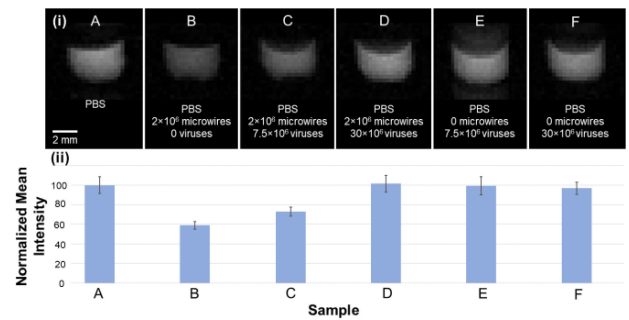 (i)
A B C D E F
PBS
PBS
2×10⁶ microwires
0 viruses
PBS
2×10⁶ microwires
7.5×10⁶ viruses
PBS
2×10⁶ microwires
30×10⁶ viruses
PBS
0 microwires
7.5×10⁶ viruses
PBS
0 microwires
30×10⁶ viruses
2 mm
(ii)
Normalized Mean
Intensity
100
80
60
40
20
0
A B C D E F
Sample